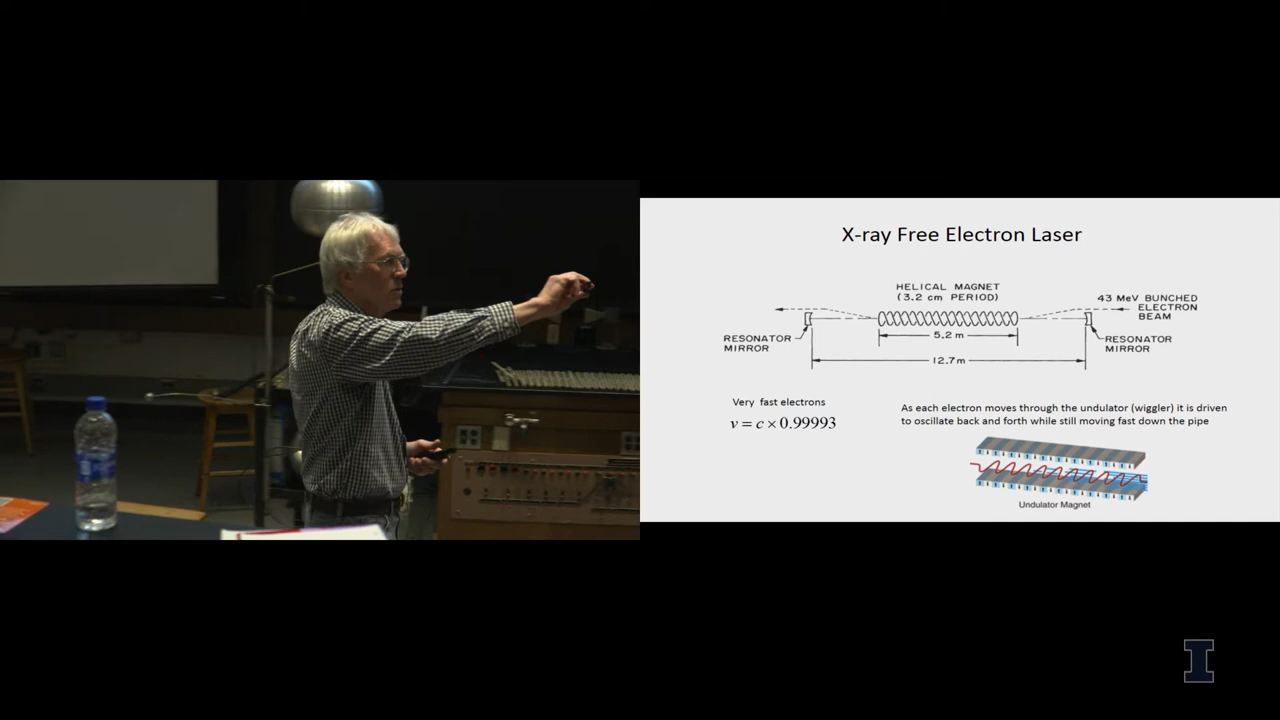 X-ray Free Electron Laser
HELICAL MAGNET
(3.2 cm PERIOD)
43 MeV BUNCHED
ELECTRON
BEAM
RESONATOR
MIRROR
5.2 m
RESONATOR
MIRROR
12.7m
Very fast electrons
v = c × 0.99993
As each electron moves through the undulator (wiggler) it is driven
to oscillate back and forth while still moving fast down the pipe
Undulator Magnet
I